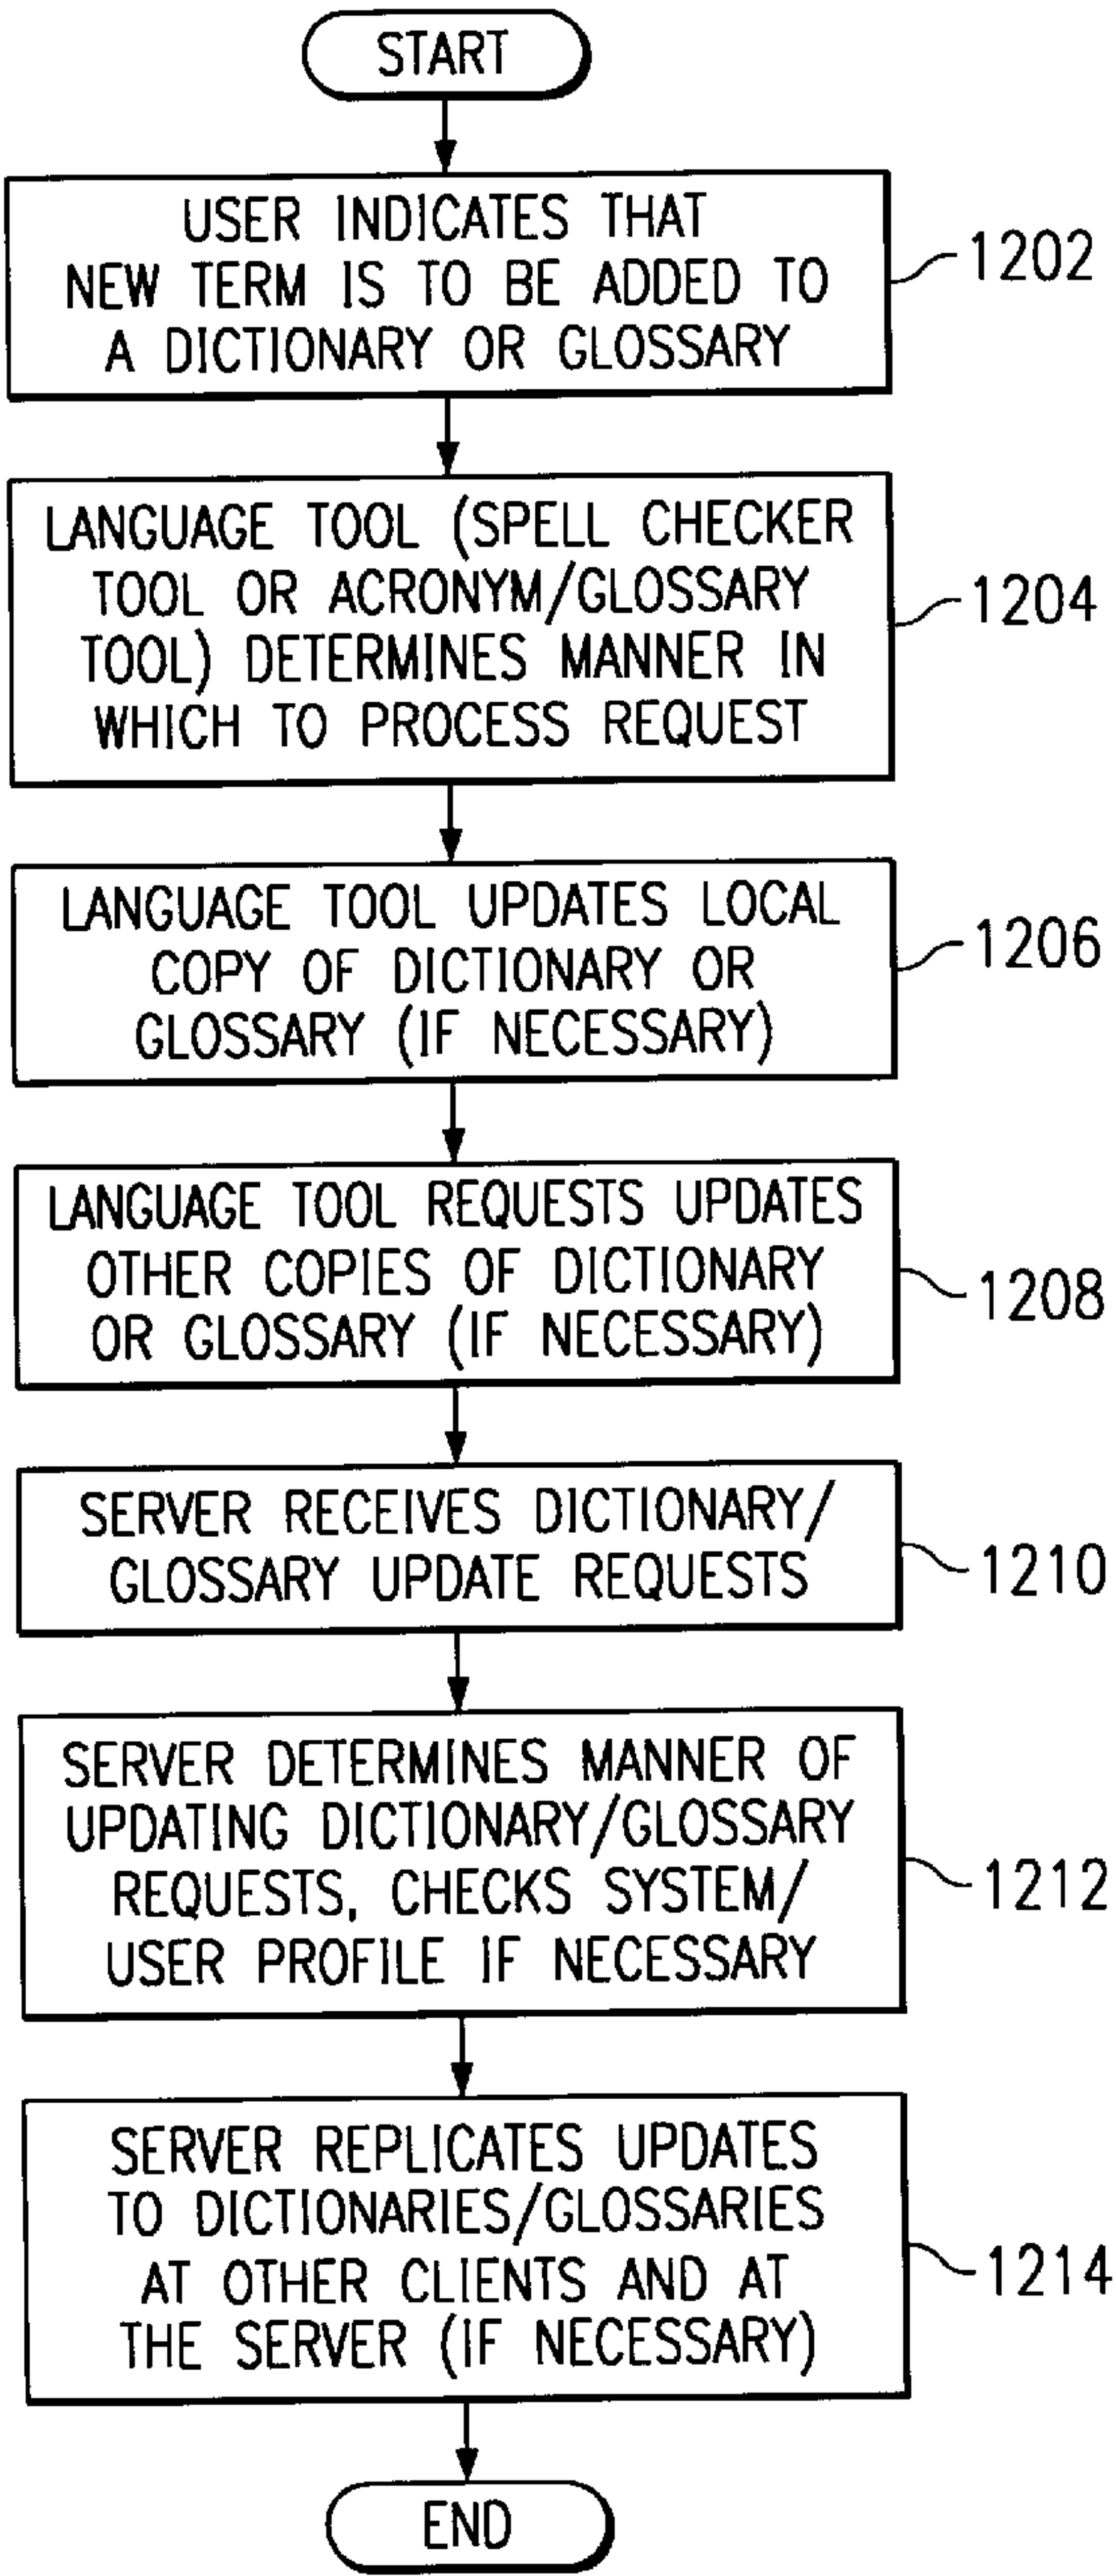 START
USER INDICATES THAT
NEW TERM IS TO BE ADDED TO
A DICTIONARY OR GLOSSARY
1202
LANGUAGE TOOL (SPELL CHECKER
TOOL OR ACRONYM/GLOSSARY
TOOL) DETERMINES MANNER IN
WHICH TO PROCESS REQUEST
1204
LANGUAGE TOOL UPDATES LOCAL
COPY OF DICTIONARY OR
GLOSSARY (IF NECESSARY)
1206
LANGUAGE TOOL REQUESTS UPDATES
OTHER COPIES OF DICTIONARY
OR GLOSSARY (IF NECESSARY)
1208
SERVER RECEIVES DICTIONARY/
GLOSSARY UPDATE REQUESTS
1210
SERVER DETERMINES MANNER OF
UPDATING DICTIONARY/GLOSSARY
REQUESTS, CHECKS SYSTEM/
USER PROFILE IF NECESSARY
1212
SERVER REPLICATES UPDATES
TO DICTIONARIES/GLOSSARIES
AT OTHER CLIENTS AND AT
THE SERVER (IF NECESSARY)
1214
END